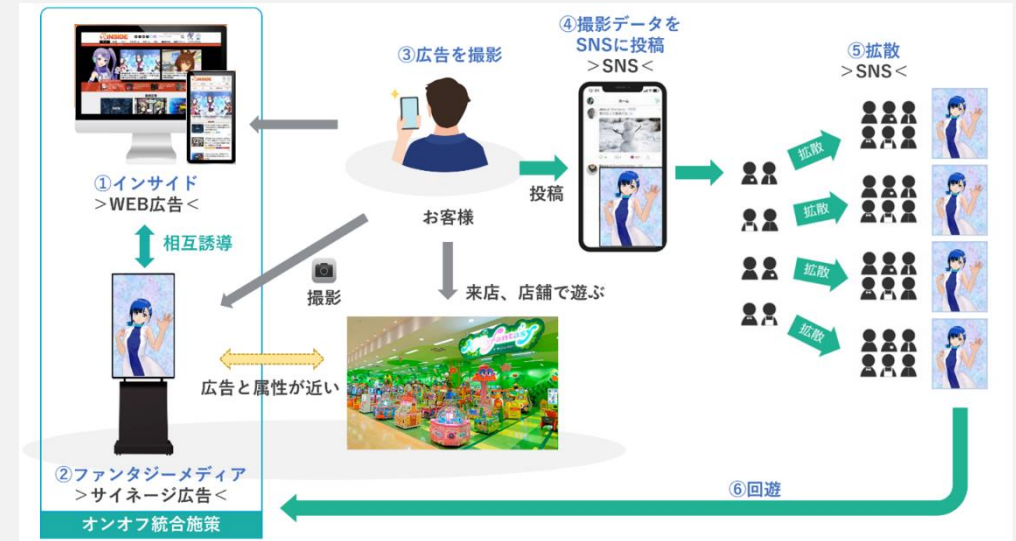 INSIDE
①インサイド
>WEB広告<
相互誘導
②ファンタジーメディア
>サイネージ広告<
オンオフ統合施策
③広告を撮影
お客様
撮影
来店、店舗で遊ぶ
広告と属性が近い
fantasy
投稿
④撮影データを
SNSに投稿
>SNS<
ホーム
⑤拡散
>SNS<
拡散
拡散
拡散
拡散
⑥回遊